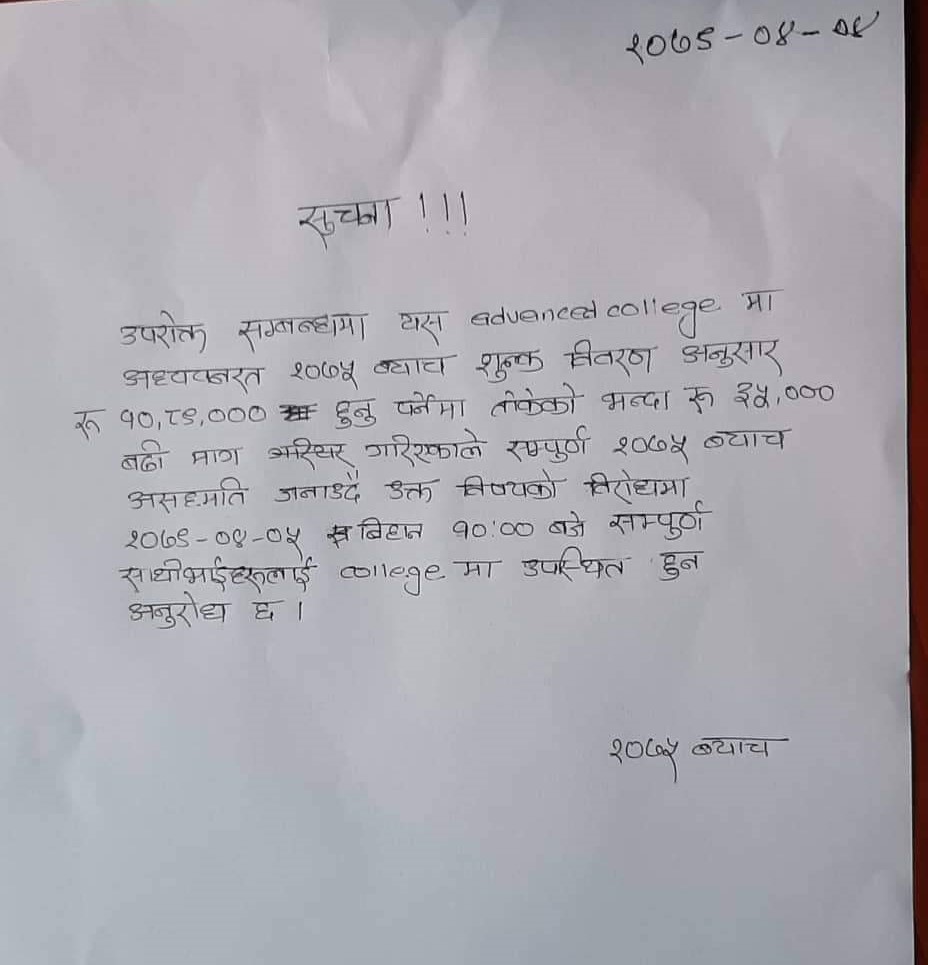 २०७९-०४-०४
सुचना !!!
उपरोक्त सम्बन्धमा यस advanced college मा
अध्ययनरत २०७५ ब्याच शुल्क विवरण अनुसार
रू १०,८९,००० हुनु पर्नेमा तोकेको भन्दा रू ३५,०००
बढी माग गरिएकाले सम्पुर्ण २०७५ ब्याच
असहमति जनाउदै उक्त विषयको विरोधमा
२०७९-०४-०५ बिहान १०:०० बजे सम्पुर्ण
साथीभाईहरूलाई college मा उपस्थित हुन
अनुरोध छ ।
२०७५ ब्याच